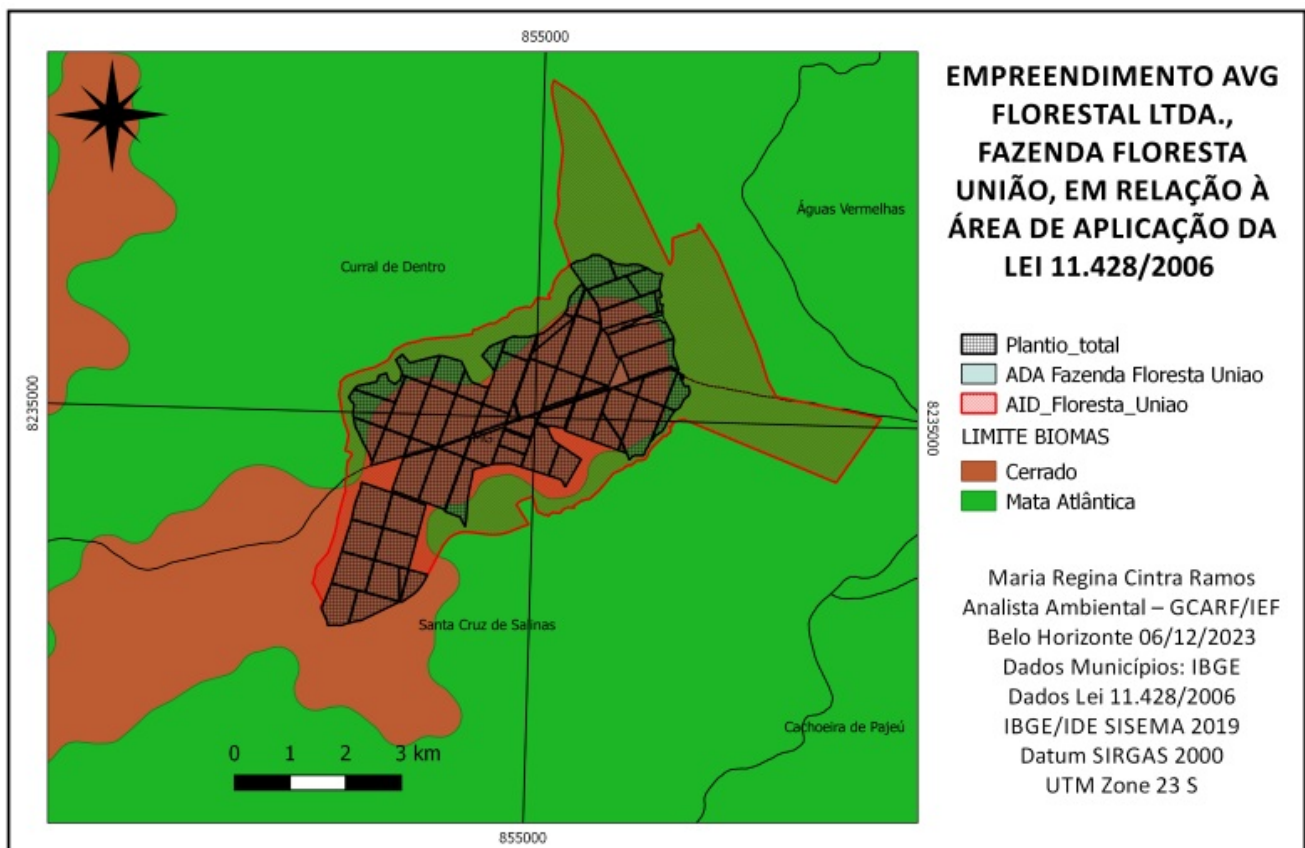 855000
EMPREENDIMENTO AVG
FLORESTAL LTDA.,
FAZENDA FLORESTA
UNIÃO, EM RELAÇÃO À
ÁREA DE APLICAÇÃO DA
LEI 11.428/2006
Águas Vermelhas
Curral de Dentro
8235000
8235000
Plantio_total
ADA Fazenda Floresta Uniao
AID_Floresta_Uniao
LIMITE BIOMAS
Cerrado
Mata Atlântica
Santa Cruz de Salinas
Cachoeira de Pajeú
0 1 2 3 km
855000
Maria Regina Cintra Ramos
Analista Ambiental – GCARF/IEF
Belo Horizonte 06/12/2023
Dados Municípios: IBGE
Dados Lei 11.428/2006
IBGE/IDE SISEMA 2019
Datum SIRGAS 2000
UTM Zone 23 S